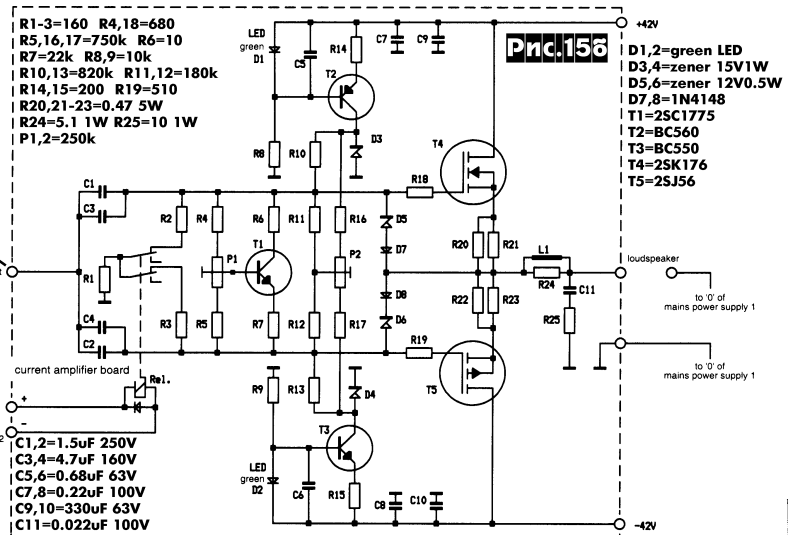 R1-3=160 R4,18=680
R5,16,17=750k R6=10
R7=22k R8,9=10k
R10,13=820k R11,12=180k
R14,15=200 R19=510
R20,21-23=0.47 5W
R24=5.1 1W R25=10 1W
P1,2=250k
LED
green
D1
C5
R14
T2
C7
C9
+42V
Рис.15б
D1,2=green LED
D3,4=zener 15V1W
D5,6=zener 12V0.5W
D7,8=1N4148
T1=2SC1775
T2=BC560
T3=BC550
T4=2SK176
T5=2SJ56
R8
R10
D3
T4
R18
C1
C3
R2
R4
R6
R11
R16
D5
T1
P1
P2
D7
R20
R21
L1
loudspeaker
R1
R24
C11
D8
R22
R23
to '0' of
mains power supply 1
C4
C2
R3
R5
R7
R12
R17
D6
R19
R25
current amplifier board
Rel.
R9
R13
D4
T5
to '0' of
mains power supply 1
+
-
2
T3
LED
green
D2
C6
R15
C8
C10
-42V
C1,2=1.5uF 250V
C3,4=4.7uF 160V
C5,6=0.68uF 63V
C7,8=0.22uF 100V
C9,10=330uF 63V
C11=0.022uF 100V